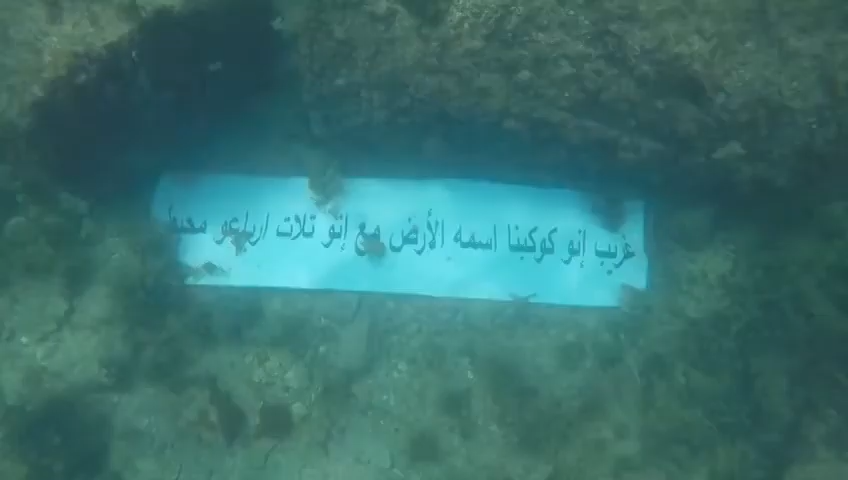 غريب إنو كوكبنا اسمه الأرض مع إنو تلات ارباعو محيط